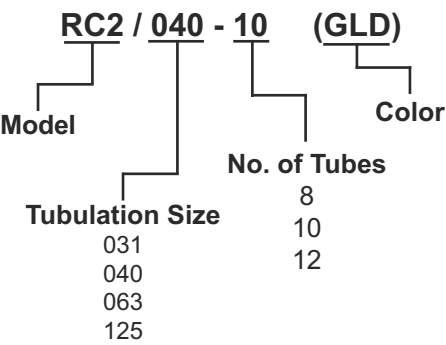 RC2 / 040 - 10 (GLD)
Model
Color
No. of Tubes
8
10
12
Tubulation Size
031
040
063
125